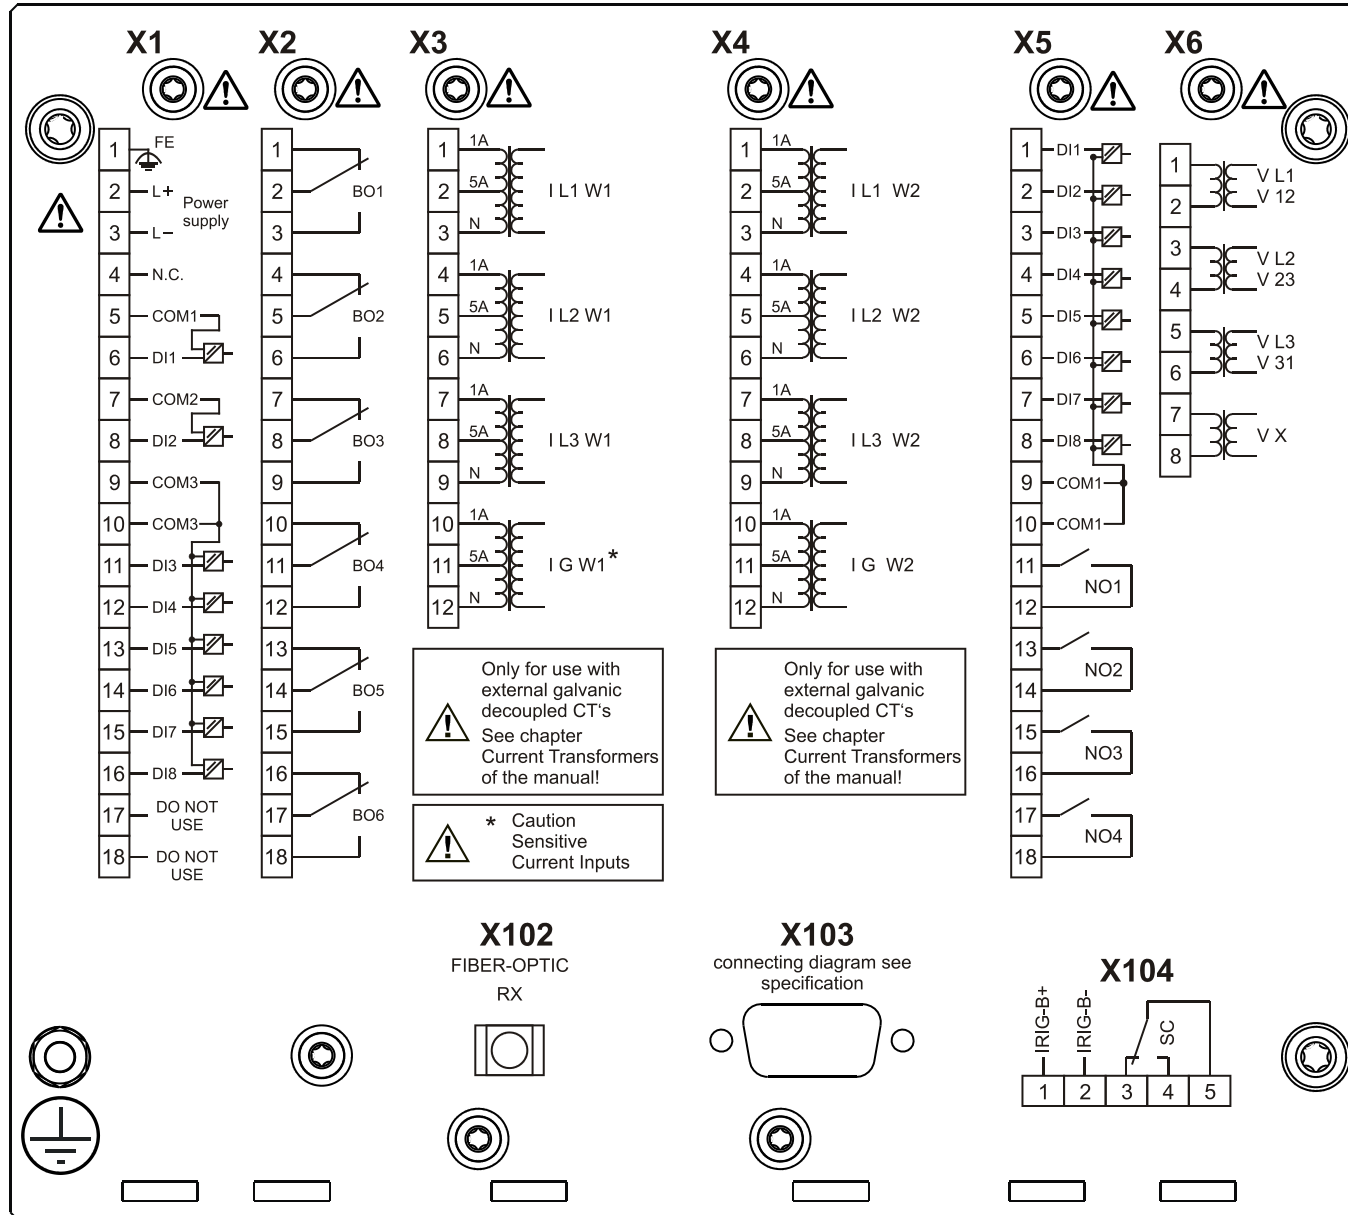 X1
X2
X3
X4
X5
X6
1 FE
2 L+
Power
supply
3 L–
4 N.C.
5 COM1
6 DI1
7 COM2
8 DI2
9 COM3
10 COM3
11 DI3
12 DI4
13 DI5
14 DI6
15 DI7
16 DI8
17 DO NOT
USE
18 DO NOT
USE
1
2 BO1
3
4
5 BO2
6
7
8 BO3
9
10
11 BO4
12
13
14 BO5
15
16
17 BO6
18
1 1A
2 5A I L1 W1
3 N
4 1A
5 5A I L2 W1
6 N
7 1A
8 5A I L3 W1
9 N
10 1A
11 5A I G W1*
12 N
Only for use with
external galvanic
decoupled CT‘s
See chapter
Current Transformers
of the manual!
* Caution
Sensitive
Current Inputs
1 1A
2 5A I L1 W2
3 N
4 1A
5 5A I L2 W2
6 N
7 1A
8 5A I L3 W2
9 N
10 1A
11 5A I G W2
12 N
Only for use with
external galvanic
decoupled CT‘s
See chapter
Current Transformers
of the manual!
1 DI1
2 DI2
3 DI3
4 DI4
5 DI5
6 DI6
7 DI7
8 DI8
9 COM1
10 COM1
11
NO1
12
13
NO2
14
15
NO3
16
17
NO4
18
1 V L1
2 V 12
3 V L2
4 V 23
5 V L3
6 V 31
7
V X
8
X102
FIBER-OPTIC
RX
X103
connecting diagram see
specification
X104
IRIG-B+
IRIG-B-
SC
1 2 3 4 5